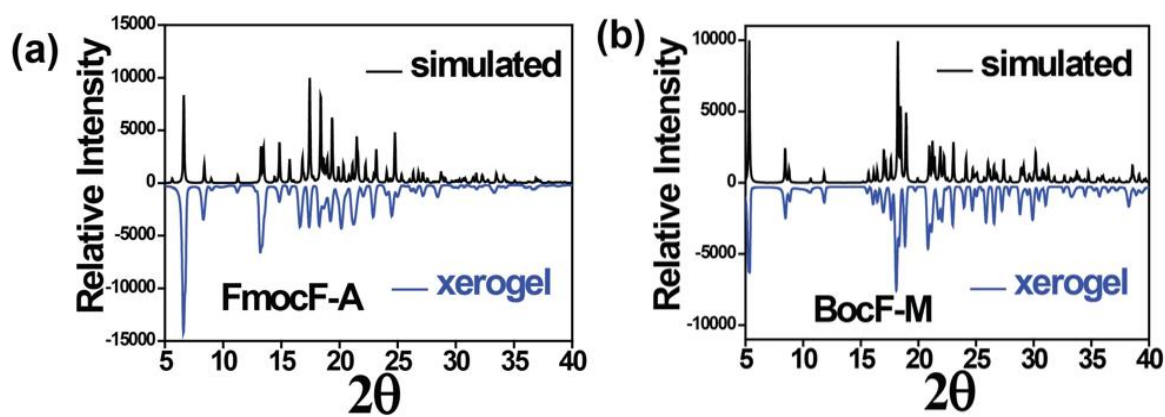 (a)
Relative Intensity
15000
10000
5000
0
-5000
-10000
-15000
simulated
xerogel
FmocF-A
5 10 15 20 25 30 35 40
2θ
(b)
Relative Intensity
10000
5000
0
-5000
-10000
simulated
xerogel
BocF-M
5 10 15 20 25 30 35 40
2θ